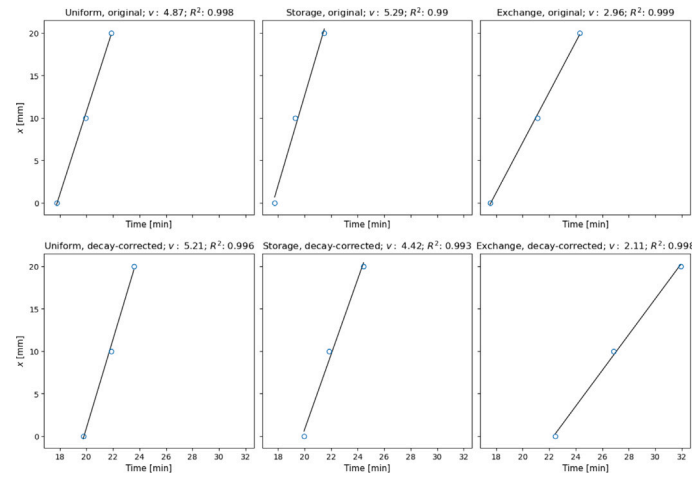 Uniform, original; v : 4.87; R²: 0.998
Storage, original; v : 5.29; R²: 0.99
Exchange, original; v : 2.96; R²: 0.999
20
15
10
5
0
x [mm]
Time [min]
Time [min]
Time [min]
Uniform, decay-corrected; v : 5.21; R²: 0.996
Storage, decay-corrected; v : 4.42; R²: 0.993
Exchange, decay-corrected; v : 2.11; R²: 0.998
20
15
10
5
0
x [mm]
18 20 22 24 26 28 30 32
18 20 22 24 26 28 30 32
18 20 22 24 26 28 30 32
Time [min]
Time [min]
Time [min]